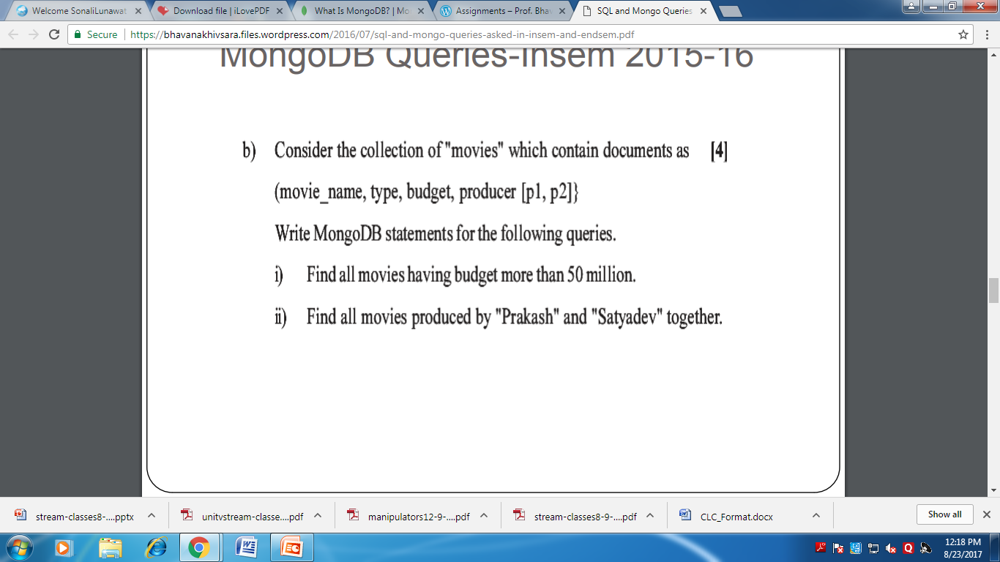 Welcome SonaliLunawat
Download file | iLovePDF
What Is MongoDB? | Mo
Assignments – Prof. Bhav
SQL and Mongo Queries
Secure
https://bhavanakhivsara.files.wordpress.com/2016/07/sql-and-mongo-queries-asked-in-insem-and-endsem.pdf
MongoDB Queries-Insem 2015-16
b) Consider the collection of "movies" which contain documents as [4]
(movie_name, type, budget, producer [p1, p2]}
Write MongoDB statements for the following queries.
i) Find all movies having budget more than 50 million.
ii) Find all movies produced by "Prakash" and "Satyadev" together.
stream-classes8-....pptx
unitvstream-classe....pdf
manipulators12-9-....pdf
stream-classes8-9-....pdf
CLC_Format.docx
Show all
12:18 PM
8/23/2017